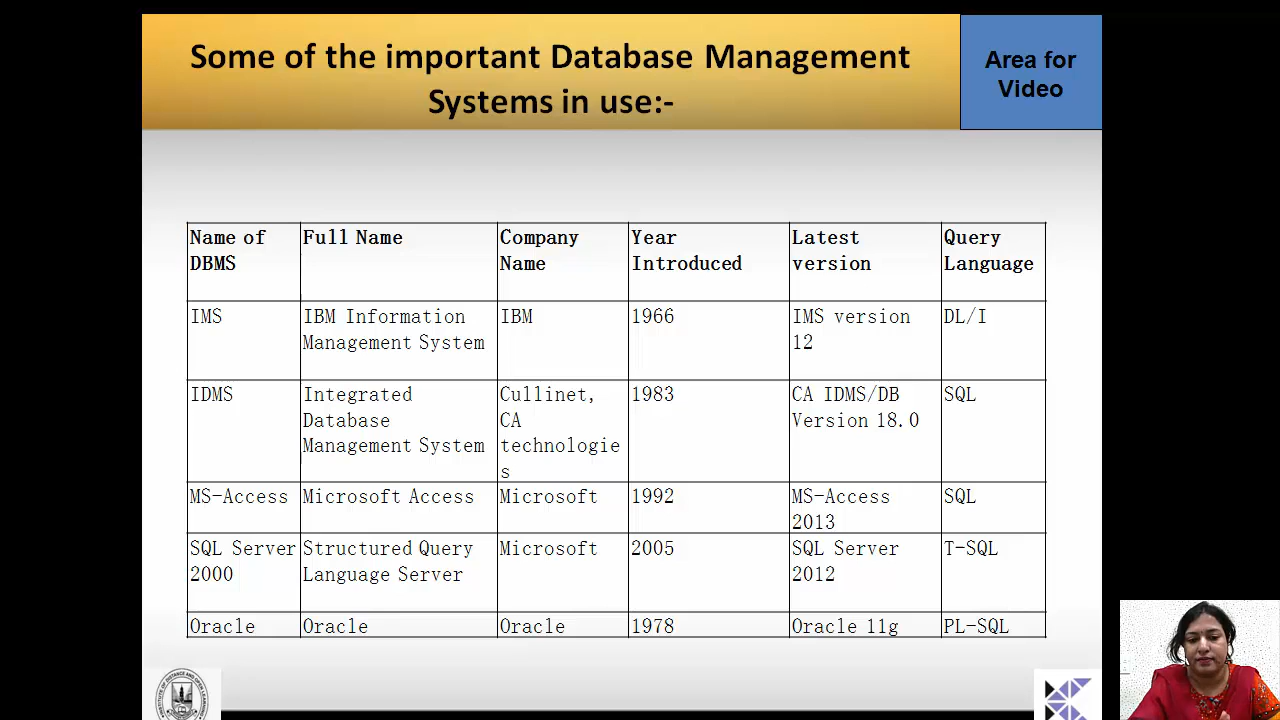 Some of the important Database Management
Systems in use:-
Area for
Video
Name of
DBMS
Full Name
Company
Name
Year
Introduced
Latest
version
Query
Language
IMS
IBM Information
Management System
IBM
1966
IMS version
12
DL/I
IDMS
Integrated
Database
Management System
Cullinet,
CA
technologie
s
1983
CA IDMS/DB
Version 18.0
SQL
MS-Access
Microsoft Access
Microsoft
1992
MS-Access
2013
SQL
SQL Server
2000
Structured Query
Language Server
Microsoft
2005
SQL Server
2012
T-SQL
Oracle
Oracle
Oracle
1978
Oracle 11g
PL-SQL